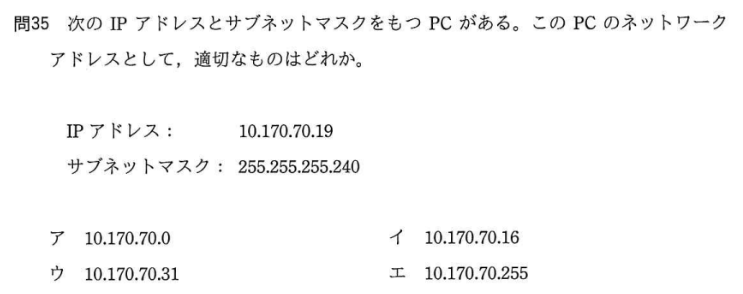 問35 次の IP アドレスとサブネットマスクをもつ PC がある。この PC のネットワーク
アドレスとして，適切なものはどれか。
IP アドレス： 10.170.70.19
サブネットマスク： 255.255.255.240
ア 10.170.70.0 イ 10.170.70.16
ウ 10.170.70.31 エ 10.170.70.255